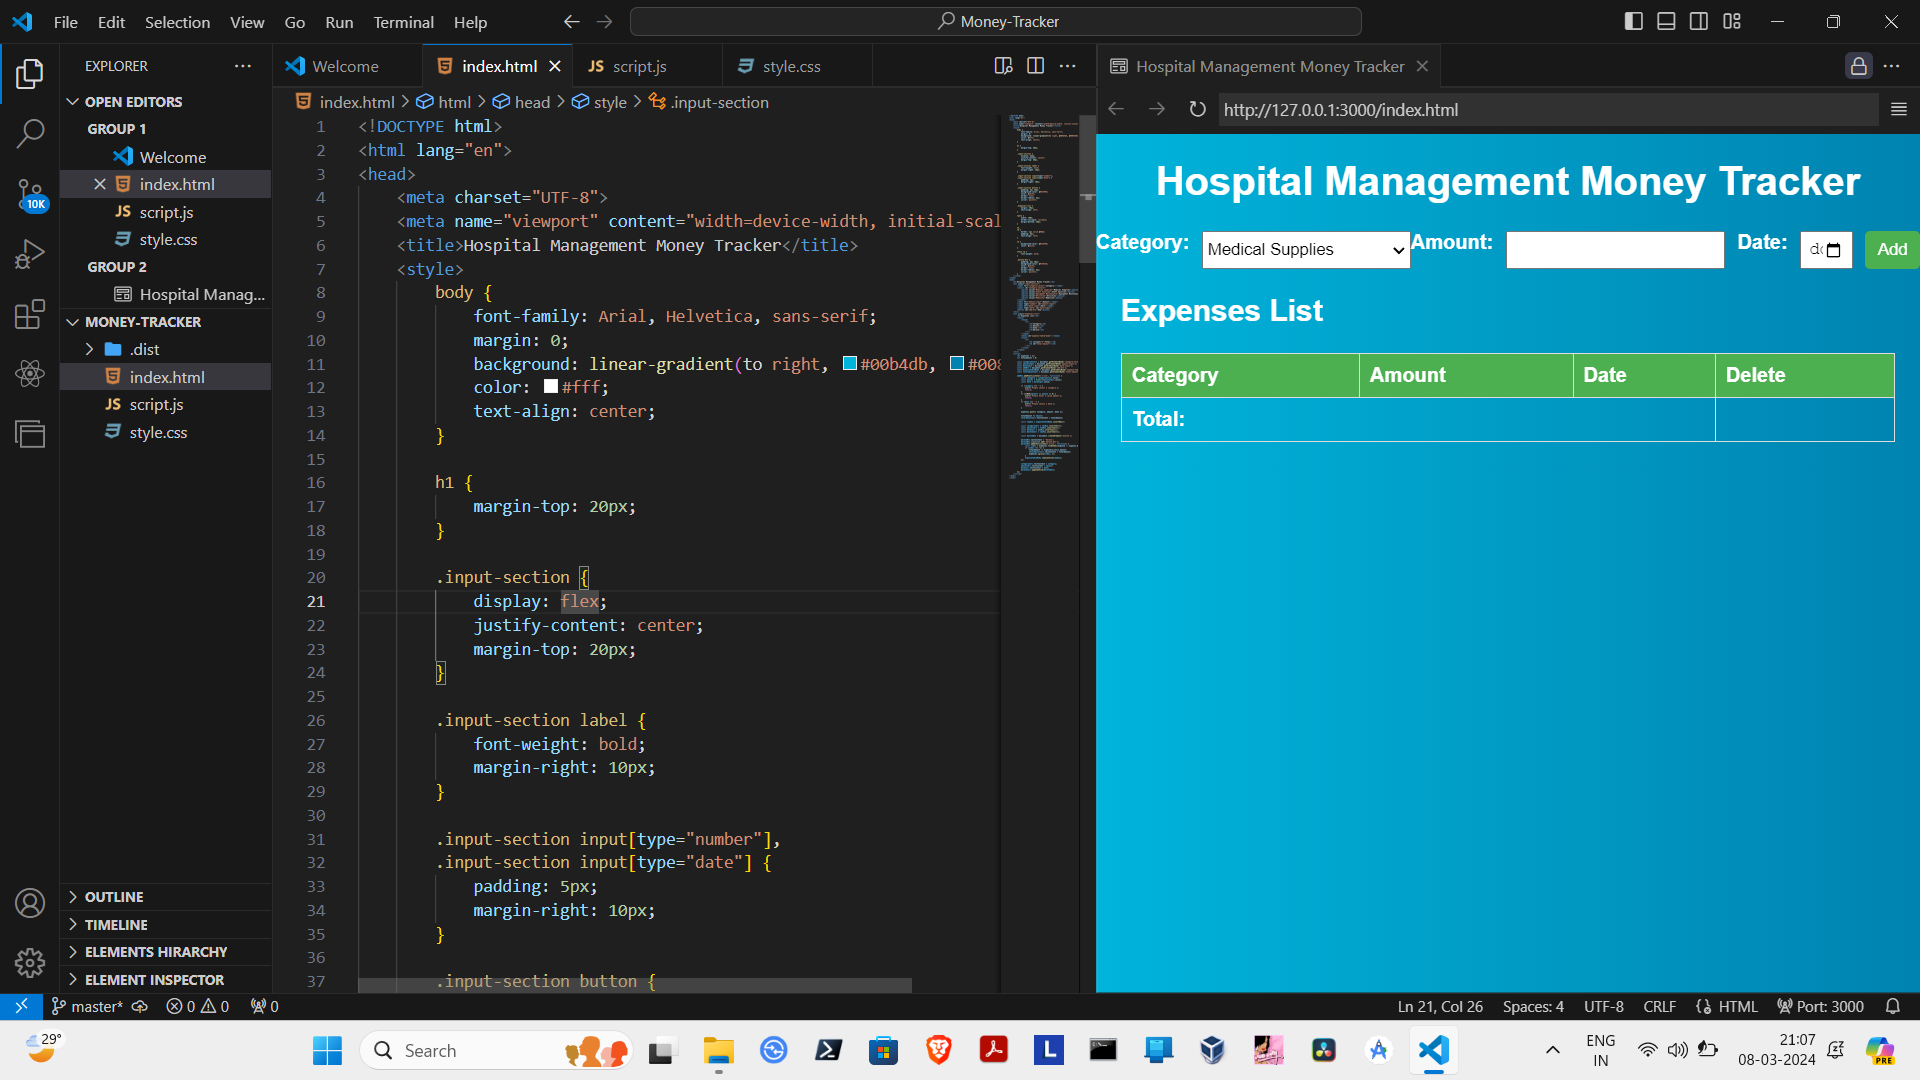 File Edit Selection View Go Run Terminal Help
Money-Tracker
EXPLORER
OPEN EDITORS
GROUP 1
Welcome
index.html
script.js
style.css
GROUP 2
Hospital Manag...
MONEY-TRACKER
.dist
index.html
script.js
style.css
OUTLINE
TIMELINE
ELEMENTS HIRARCHY
ELEMENT INSPECTOR
10K
Welcome index.html script.js style.css
index.html > html > head > style > .input-section
1 <!DOCTYPE html>
2 <html lang="en">
3 <head>
4 <meta charset="UTF-8">
5 <meta name="viewport" content="width=device-width, initial-scal
6 <title>Hospital Management Money Tracker</title>
7 <style>
8 body {
9 font-family: Arial, Helvetica, sans-serif;
10 margin: 0;
11 background: linear-gradient(to right, #00b4db, #008
12 color: #fff;
13 text-align: center;
14 }
15
16 h1 {
17 margin-top: 20px;
18 }
19
20 .input-section {
21 display: flex;
22 justify-content: center;
23 margin-top: 20px;
24 }
25
26 .input-section label {
27 font-weight: bold;
28 margin-right: 10px;
29 }
30
31 .input-section input[type="number"],
32 .input-section input[type="date"] {
33 padding: 5px;
34 margin-right: 10px;
35 }
36
37 .input-section button {
Hospital Management Money Tracker
http://127.0.0.1:3000/index.html
Hospital Management Money Tracker
Category: Medical Supplies Amount: Date: Add
Expenses List
Category Amount Date Delete
Total:
master* 0 0 0
Ln 21, Col 26 Spaces: 4 UTF-8 CRLF HTML Port: 3000
29°
Search
ENG
IN
21:07
08-03-2024
PRE